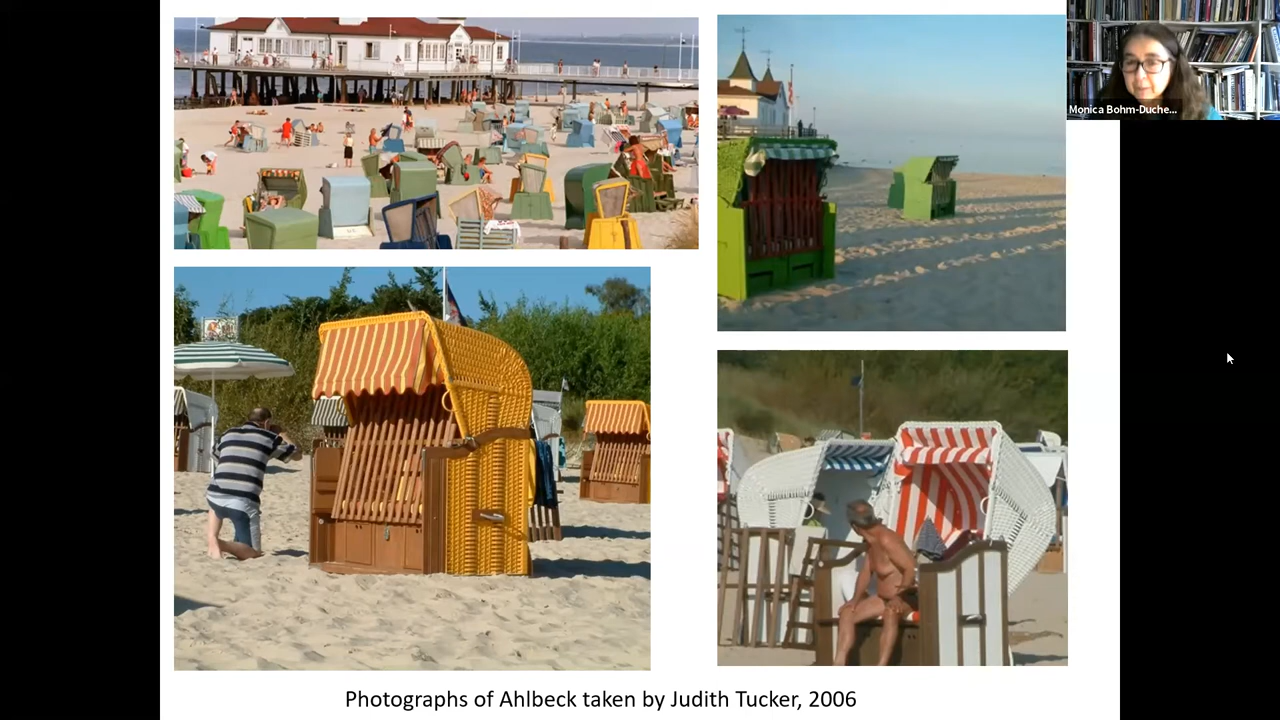 Monica Bohm-Duche...
Photographs of Ahlbeck taken by Judith Tucker, 2006